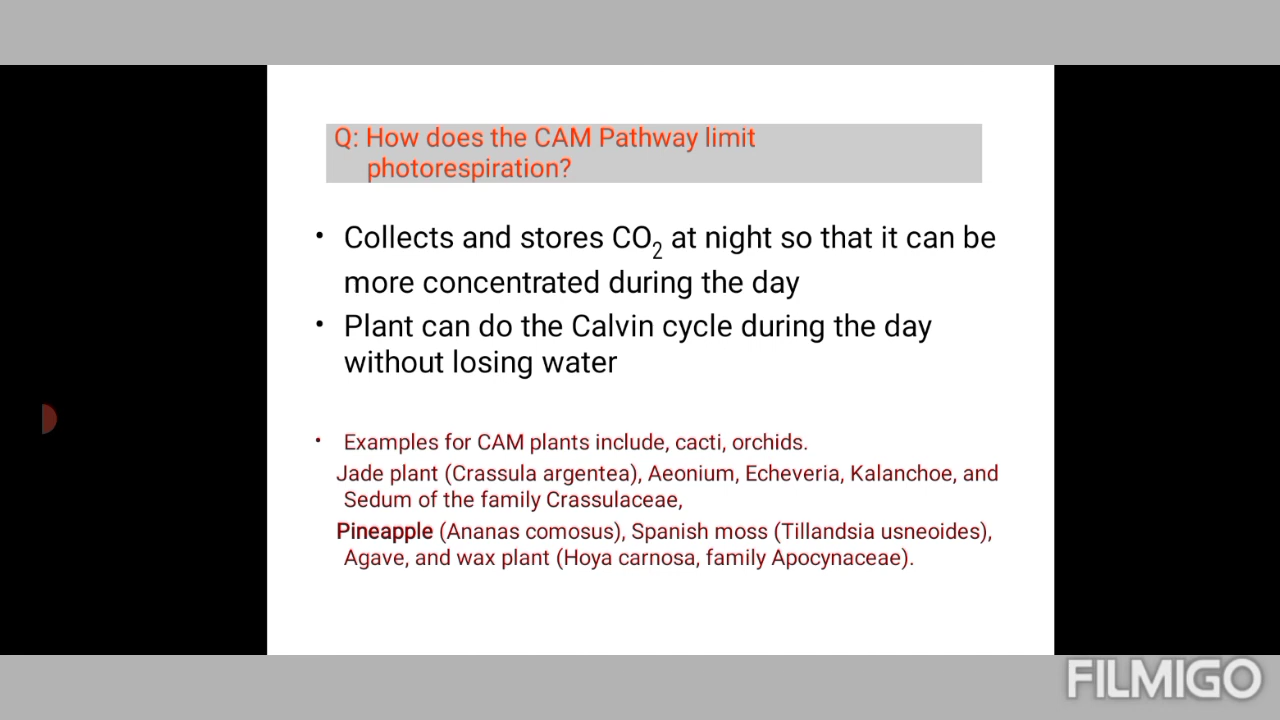 Q: How does the CAM Pathway limit
photorespiration?
• Collects and stores CO₂ at night so that it can be
more concentrated during the day
• Plant can do the Calvin cycle during the day
without losing water
• Examples for CAM plants include, cacti, orchids.
Jade plant (Crassula argentea), Aeonium, Echeveria, Kalanchoe, and
Sedum of the family Crassulaceae,
Pineapple (Ananas comosus), Spanish moss (Tillandsia usneoides),
Agave, and wax plant (Hoya carnosa, family Apocynaceae).
FILMIGO